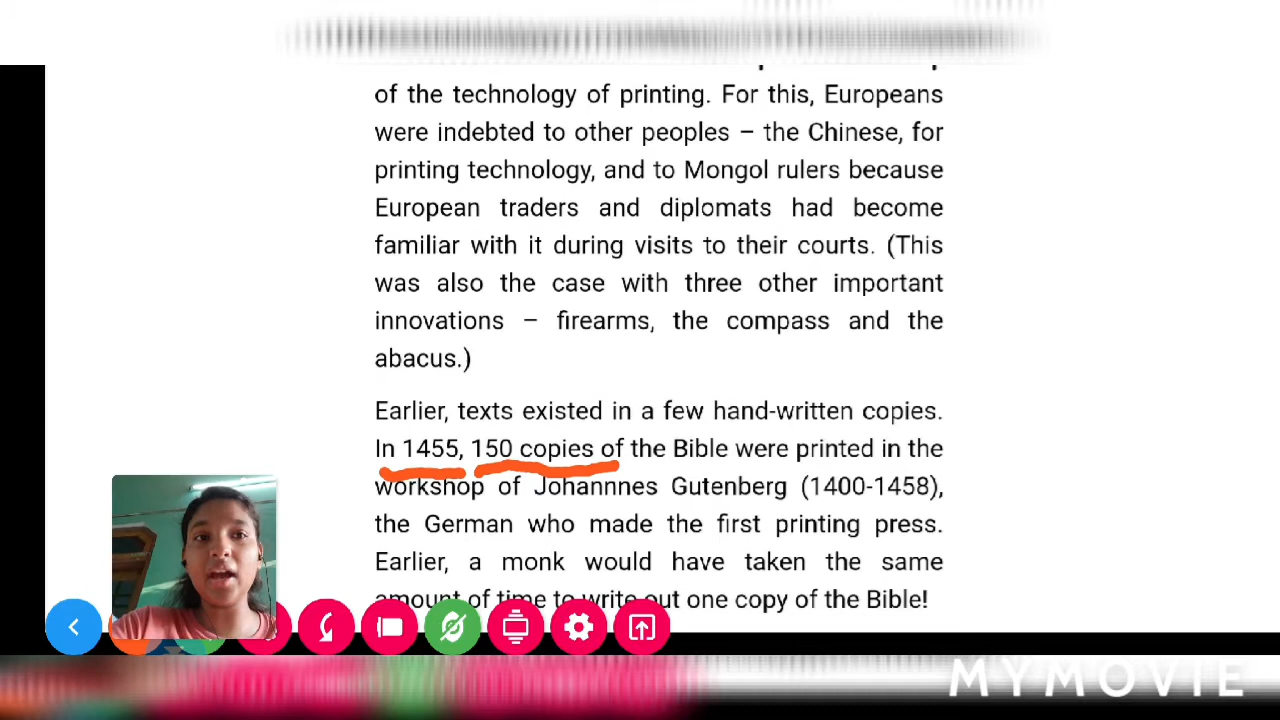 of the technology of printing. For this, Europeans
were indebted to other peoples – the Chinese, for
printing technology, and to Mongol rulers because
European traders and diplomats had become
familiar with it during visits to their courts. (This
was also the case with three other important
innovations – firearms, the compass and the
abacus.)
Earlier, texts existed in a few hand-written copies.
In 1455, 150 copies of the Bible were printed in the
workshop of Johannnes Gutenberg (1400-1458),
the German who made the first printing press.
Earlier, a monk would have taken the same
amount of time to write out one copy of the Bible!
MYMOVIE